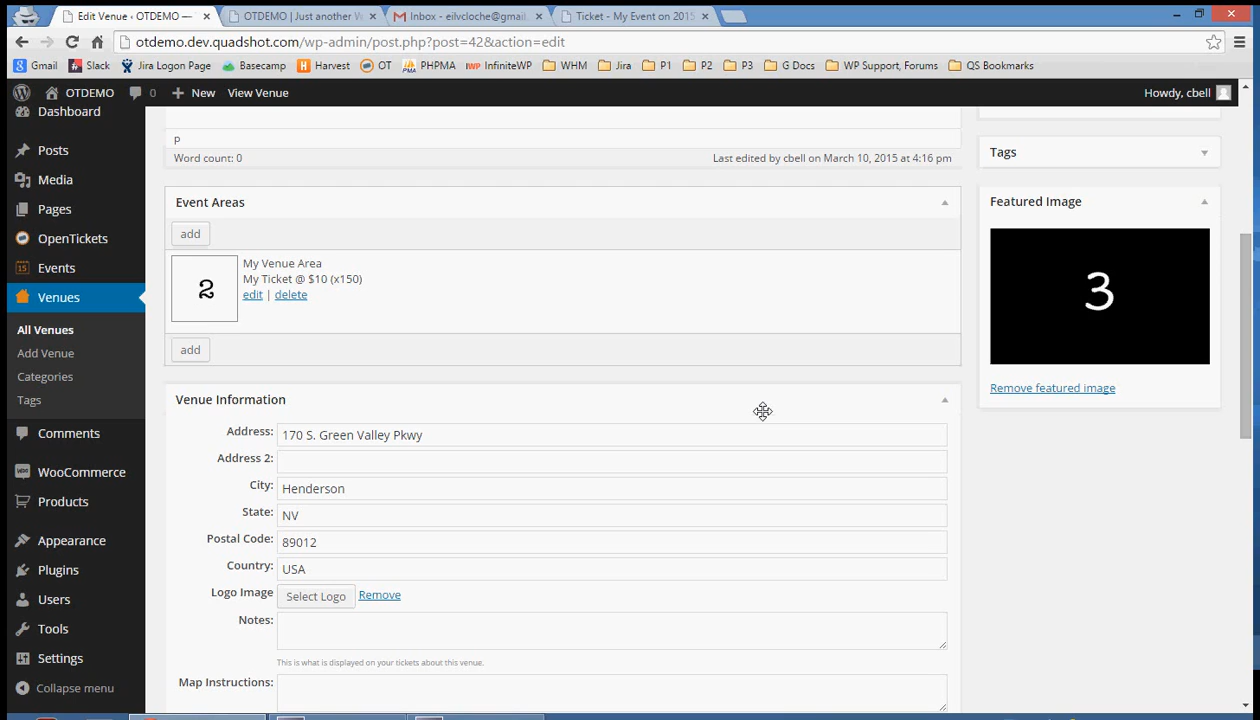 Edit Venue ‹ OTDEMO —
OTDEMO | Just another W
Inbox - eilvcloche@gmail.
Ticket - My Event on 2015
otdemo.dev.quadshot.com/wp-admin/post.php?post=42&action=edit
Gmail
Slack
Jira Logon Page
Basecamp
Harvest
OT
PHPMA
InfiniteWP
WHM
Jira
P1
P2
P3
G Docs
WP Support, Forums
QS Bookmarks
OTDEMO
0
New
View Venue
Howdy, cbell
Dashboard
Posts
Media
Pages
OpenTickets
Events
Venues
All Venues
Add Venue
Categories
Tags
Comments
WooCommerce
Products
Appearance
Plugins
Users
Tools
Settings
Collapse menu
p
Word count: 0
Last edited by cbell on March 10, 2015 at 4:16 pm
Event Areas
add
2
My Venue Area
My Ticket @ $10 (x150)
edit | delete
add
Venue Information
Address: 170 S. Green Valley Pkwy
Address 2:
City: Henderson
State: NV
Postal Code: 89012
Country: USA
Logo Image Select Logo Remove
Notes:
This is what is displayed on your tickets about this venue.
Map Instructions:
Tags
Featured Image
3
Remove featured image